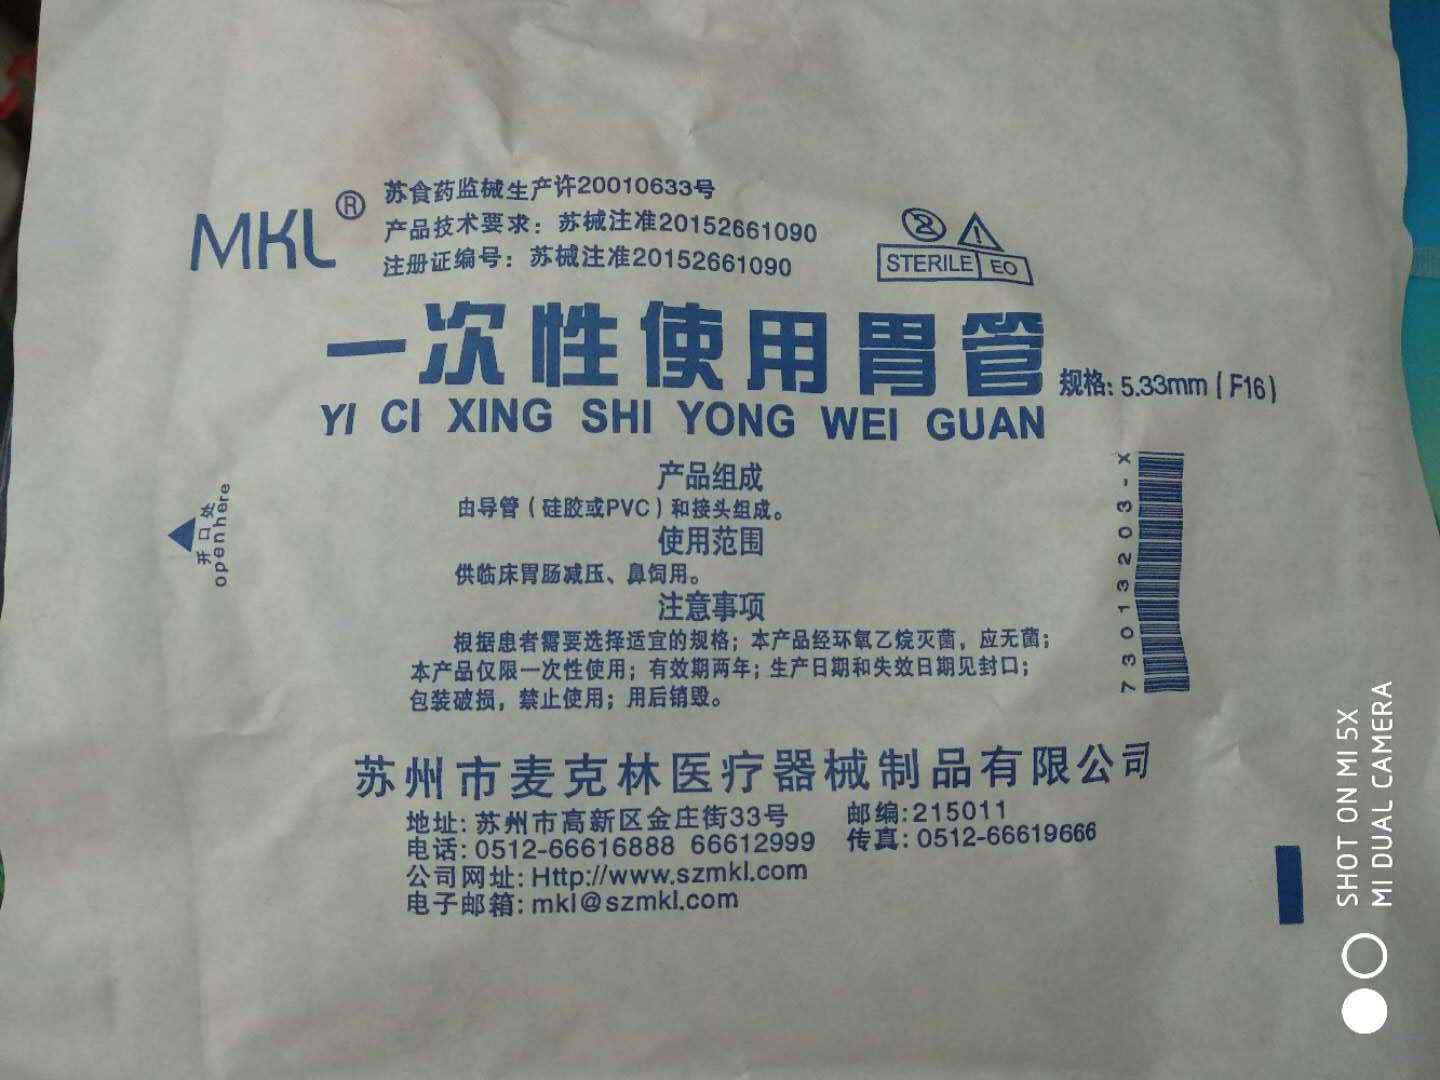 MKL®
苏食药监械生产许20010633号
产品技术要求：苏械注准20152661090
注册证编号：苏械注准20152661090
2
STERILE EO
一次性使用胃管
规格:5.33mm(F16)
YI CI XING SHI YONG WEI GUAN
产品组成
由导管（硅胶或PVC）和接头组成。
使用范围
供临床胃肠减压、鼻饲用。
注意事项
根据患者需要选择适宜的规格；本产品经环氧乙烷灭菌，应无菌；
本产品仅限一次性使用；有效期两年；生产日期和失效日期见封口；
包装破损，禁止使用；用后销毁。
开口处
openhere
73013203-X
苏州市麦克林医疗器械制品有限公司
地址:苏州市高新区金庄街33号 邮编:215011
电话:0512-66616888 66612999 传真:0512-66619666
公司网址:Http://www.szmkl.com
电子邮箱:mkl@szmkl.com
SHOT ON MI 5X
MI DUAL CAMERA